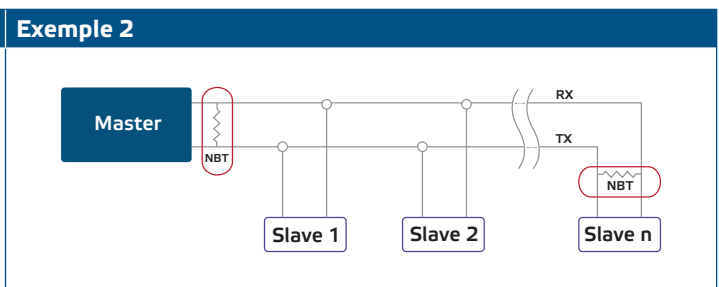 Exemple 2
RX
Master
TX
NBT
NBT
Slave 1
Slave 2
Slave n